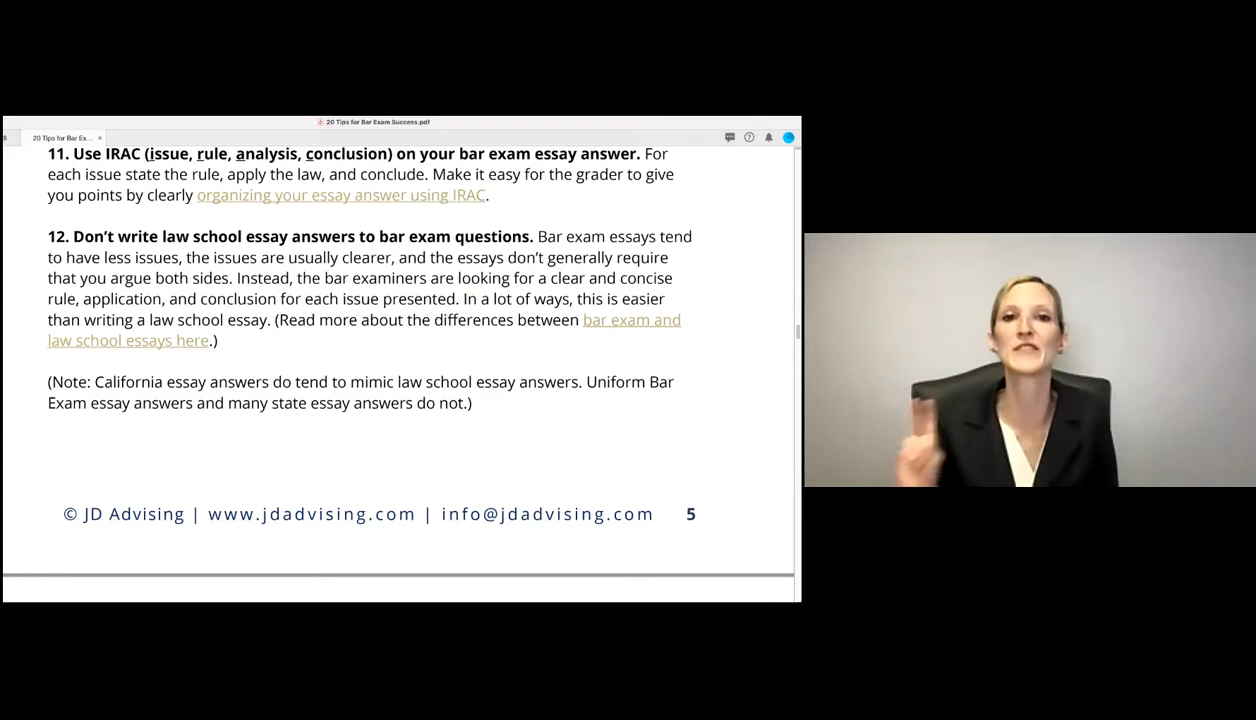 20 Tips for Bar Exam Success.pdf
s
20 Tips for Bar Ex... ×
11. Use IRAC (issue, rule, analysis, conclusion) on your bar exam essay answer. For
each issue state the rule, apply the law, and conclude. Make it easy for the grader to give
you points by clearly organizing your essay answer using IRAC.
12. Don’t write law school essay answers to bar exam questions. Bar exam essays tend
to have less issues, the issues are usually clearer, and the essays don’t generally require
that you argue both sides. Instead, the bar examiners are looking for a clear and concise
rule, application, and conclusion for each issue presented. In a lot of ways, this is easier
than writing a law school essay. (Read more about the differences between bar exam and
law school essays here.)
(Note: California essay answers do tend to mimic law school essay answers. Uniform Bar
Exam essay answers and many state essay answers do not.)
© JD Advising | www.jdadvising.com | info@jdadvising.com 5